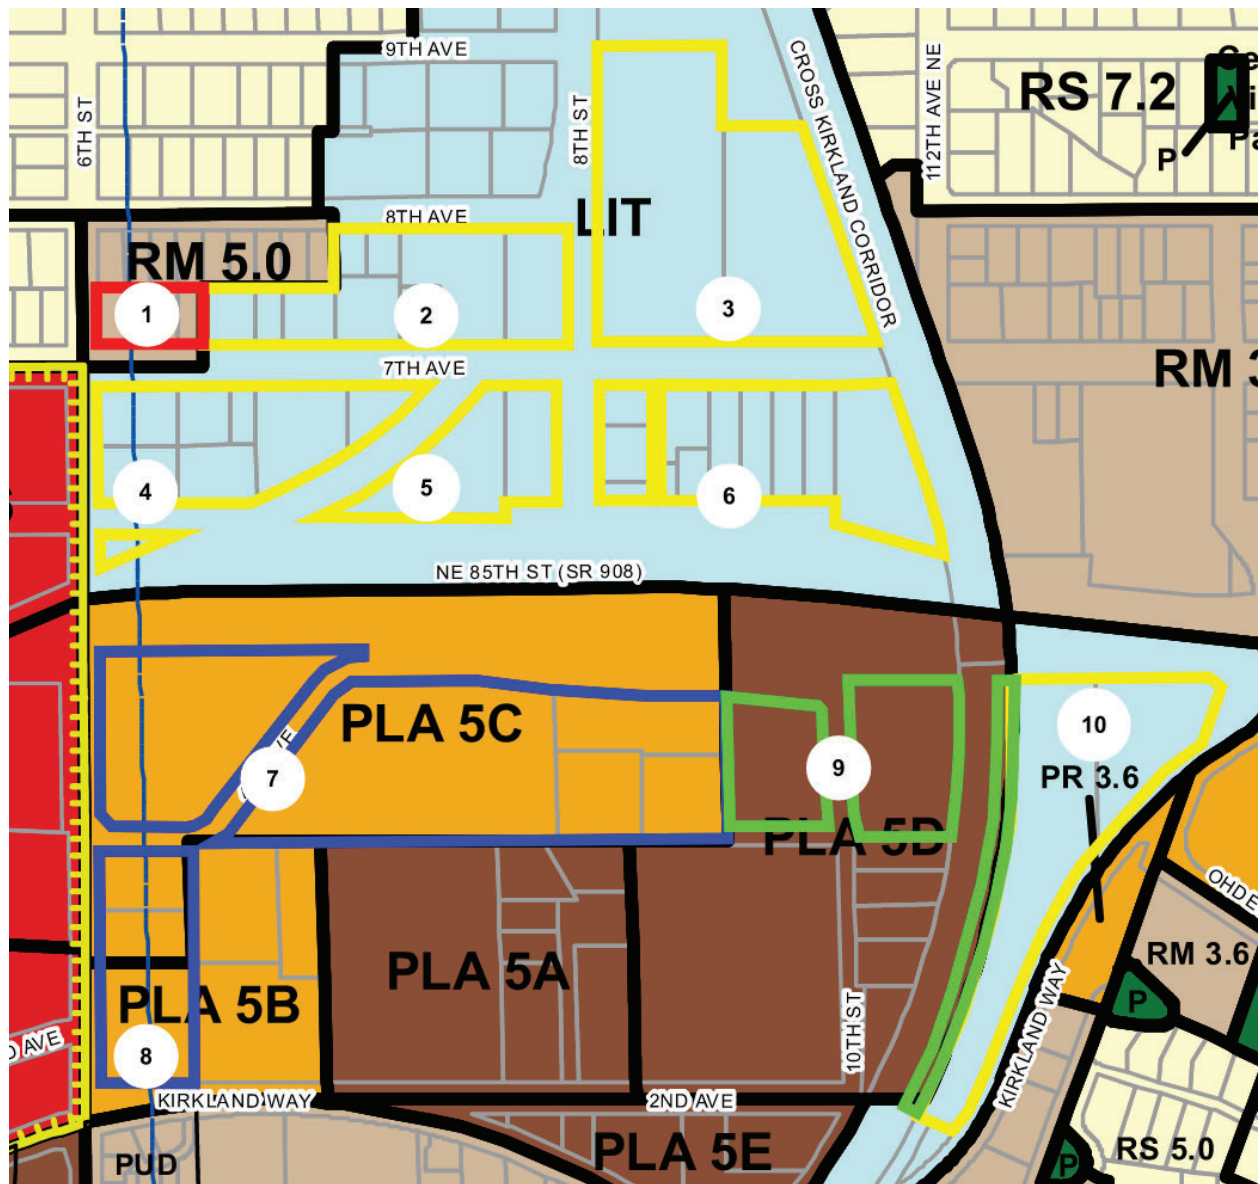 9TH AVE
6TH ST
8TH ST
CROSS KIRKLAND CORRIDOR
112TH AVE NE
RS 7.2
P
8TH AVE
LIT
RM 5.0
1
2
3
7TH AVE
RM 3
4
5
6
NE 85TH ST (SR 908)
PLA 5C
7
9
10
PR 3.6
PLA 5D
OHDE
PLA 5A
RM 3.6
PLA 5B
P
8
10TH ST
KIRKLAND WAY
AVE
KIRKLAND WAY
2ND AVE
PLA 5E
PUD
P
RS 5.0